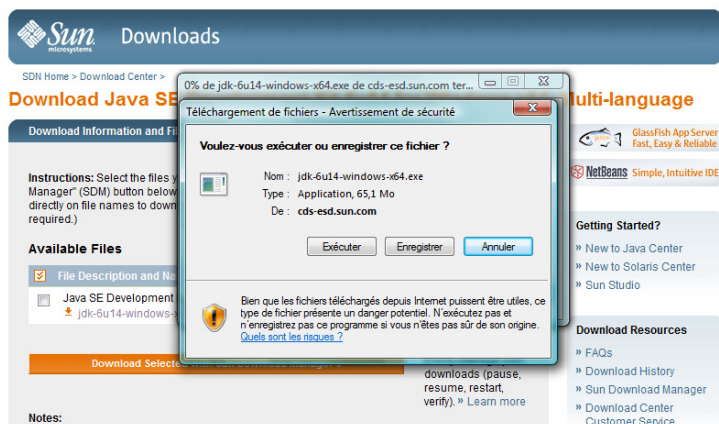 Sun
microsystems
Downloads
SDN Home > Download Center >
Download Java SE
ulti-language
0% de jdk-6u14-windows-x64.exe de cds-esd.sun.com ter...
Téléchargement de fichiers - Avertissement de sécurité
Voulez-vous exécuter ou enregistrer ce fichier ?
Nom : jdk-6u14-windows-x64.exe
Type : Application, 65,1 Mo
De : cds-esd.sun.com
Exécuter
Enregistrer
Annuler
Bien que les fichiers téléchargés depuis Internet puissent être utiles, ce
type de fichier présente un danger potentiel. N'exécutez pas et
n'enregistrez pas ce programme si vous n'êtes pas sûr de son origine.
Quels sont les risques ?
Download Information and Fil
Instructions: Select the files y
Manager" (SDM) button below
directly on file names to down
required.)
Available Files
File Description and Na
Java SE Development
jdk-6u14-windows-x
Download Selected with Sun Download Manager »
downloads (pause,
resume, restart,
verify). » Learn more
Notes:
GlassFish App Server
Fast, Easy & Reliable
NetBeans Simple, Intuitive IDE
Getting Started?
» New to Java Center
» New to Solaris Center
» Sun Studio
Download Resources
» FAQs
» Download History
» Sun Download Manager
» Download Center
Customer Service